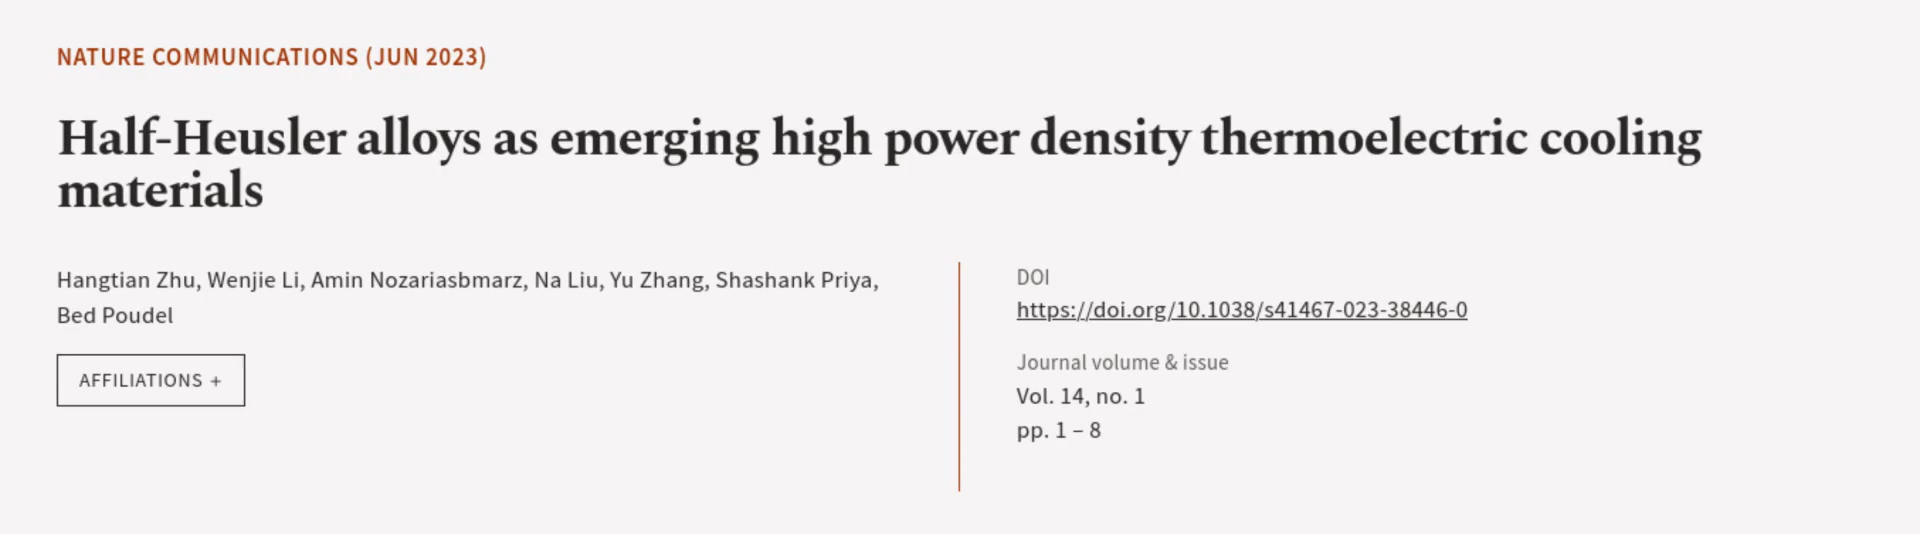 NATURE COMMUNICATIONS (JUN 2023)
Half-Heusler alloys as emerging high power density thermoelectric cooling
materials
Hangtian Zhu, Wenjie Li, Amin Nozariasbmarz, Na Liu, Yu Zhang, Shashank Priya,
Bed Poudel
AFFILIATIONS +
DOI
https://doi.org/10.1038/s41467-023-38446-0
Journal volume & issue
Vol. 14, no. 1
pp. 1 – 8